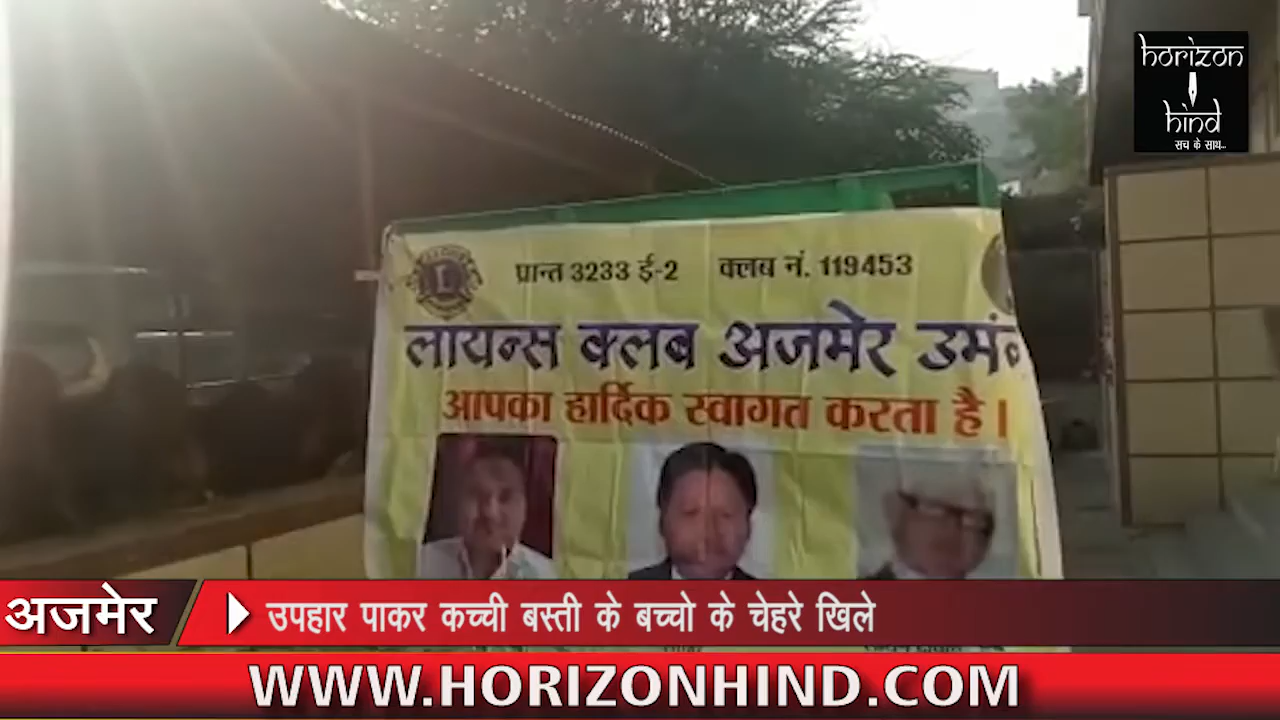 horizon
hind
सच के साथ...
प्रान्त 3233 ई-2 क्लब नं. 119453
लायन्स क्लब अजमेर
आपका हार्दिक स्वागत करता है।
अजमेर
उपहार पाकर कच्ची बस्ती के बच्चो के चेहरे खिले
WWW.HORIZONHIND.COM